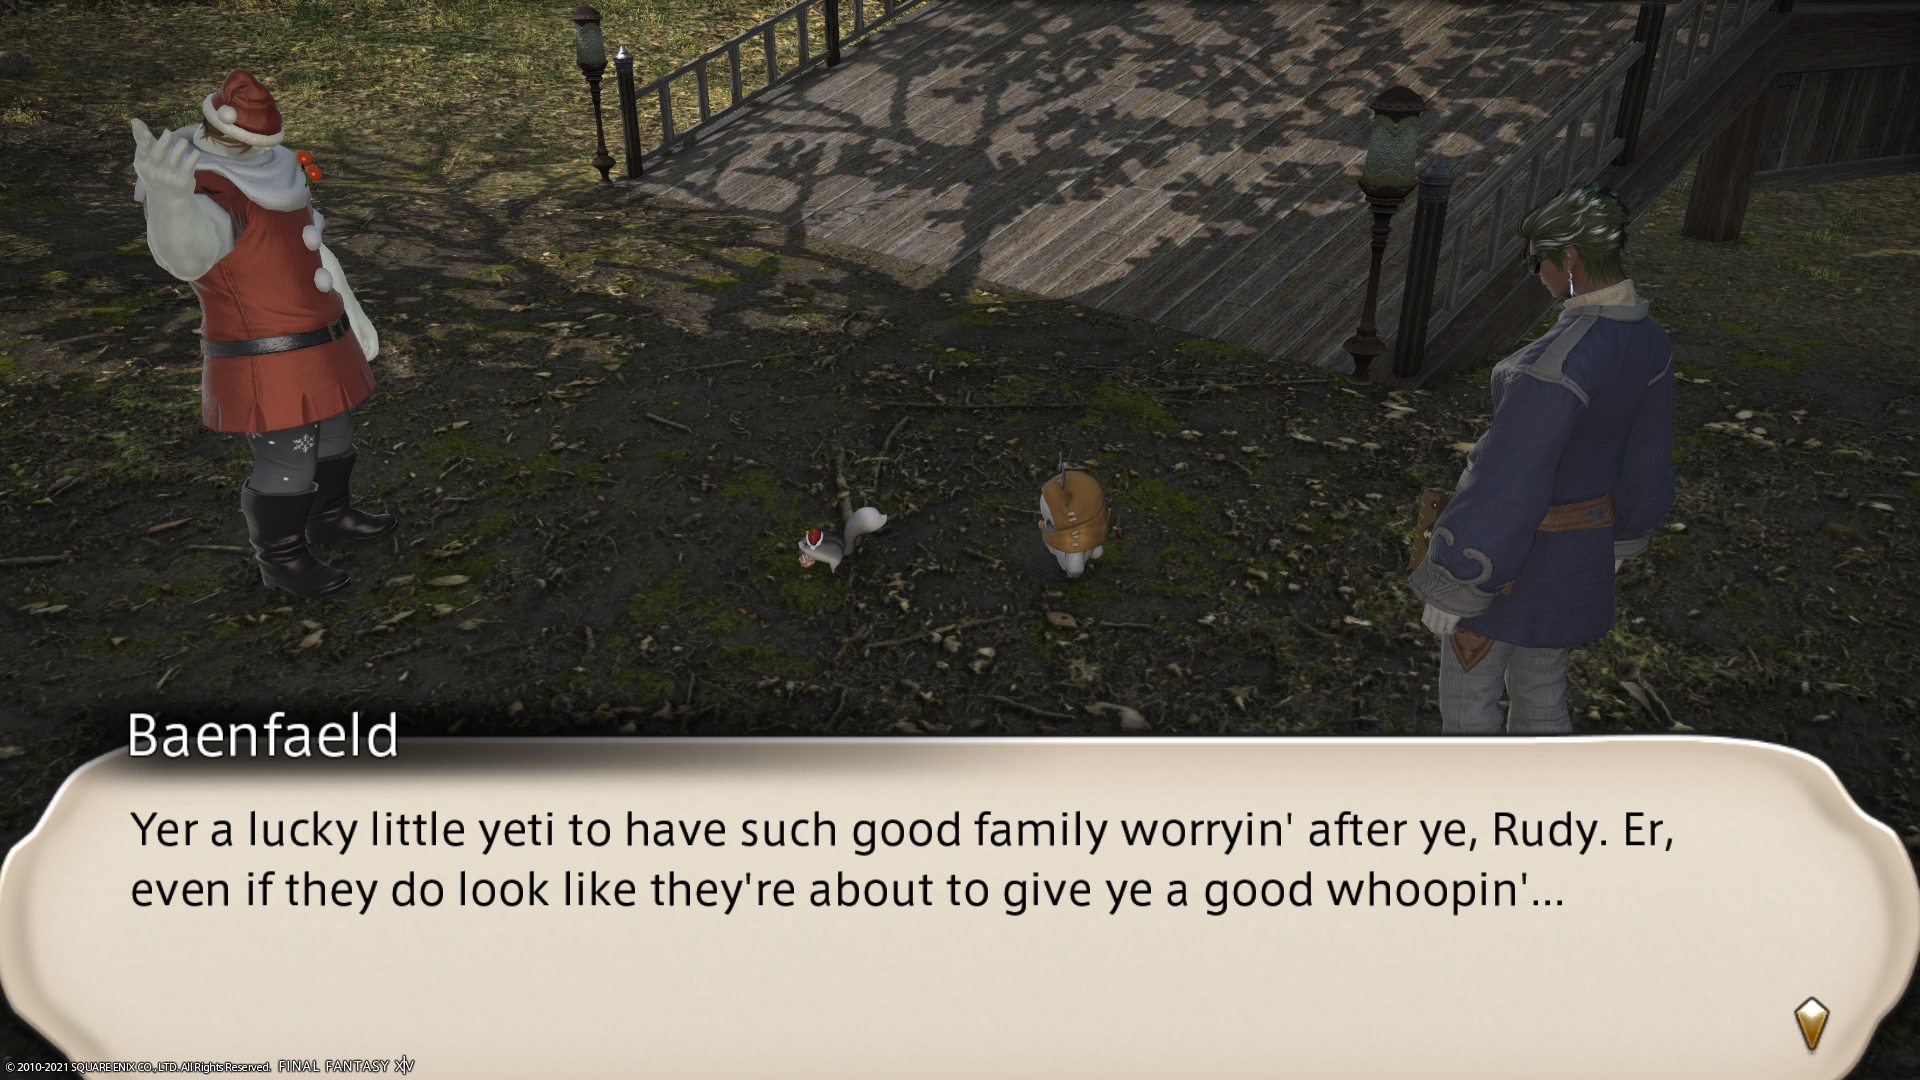 Baenfaeld
Yer a lucky little yeti to have such good family worryin' after ye, Rudy. Er,
even if they do look like they're about to give ye a good whoopin'...
© 2010-2021 SQUARE ENIX CO., LTD. All Rights Reserved. FINAL FANTASY XIV